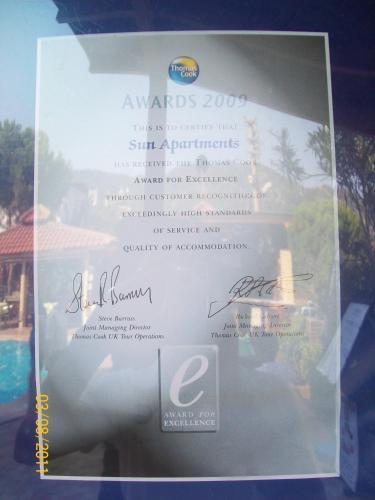 Thomas
Cook
AWARDS 2009
THIS IS TO CERTIFY THAT
Sun Apartments
HAS RECEIVED THE THOMAS COOK
AWARD FOR EXCELLENCE
THROUGH CUSTOMER RECOGNITION OF
EXCEEDINGLY HIGH STANDARDS
OF SERVICE AND
QUALITY OF ACCOMMODATION.
Steve Barrass
Joint Managing Director
Thomas Cook UK Tour Operations
Joint Managing Director
Thomas Cook UK Tour Operations
e
AWARD FOR
EXCELLENCE
03/08/2011